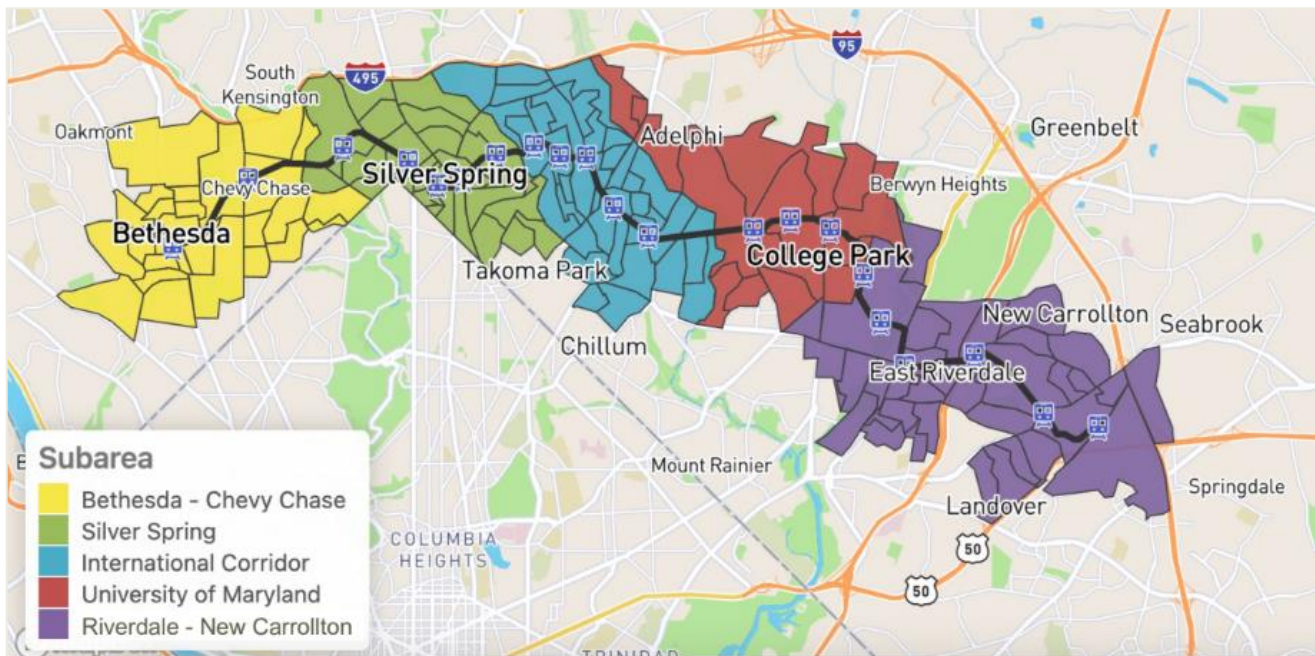 South
Kensington
495
95
Oakmont
Adelphi
Greenbelt
Silver Spring
Chevy Chase
Berwyn Heights
Bethesda
College Park
Takoma Park
New Carrollton
Seabrook
Chillum
East Riverdale
Mount Rainier
Springdale
Landover
50
50
COLUMBIA
HEIGHTS
Subarea
Bethesda - Chevy Chase
Silver Spring
International Corridor
University of Maryland
Riverdale - New Carrollton